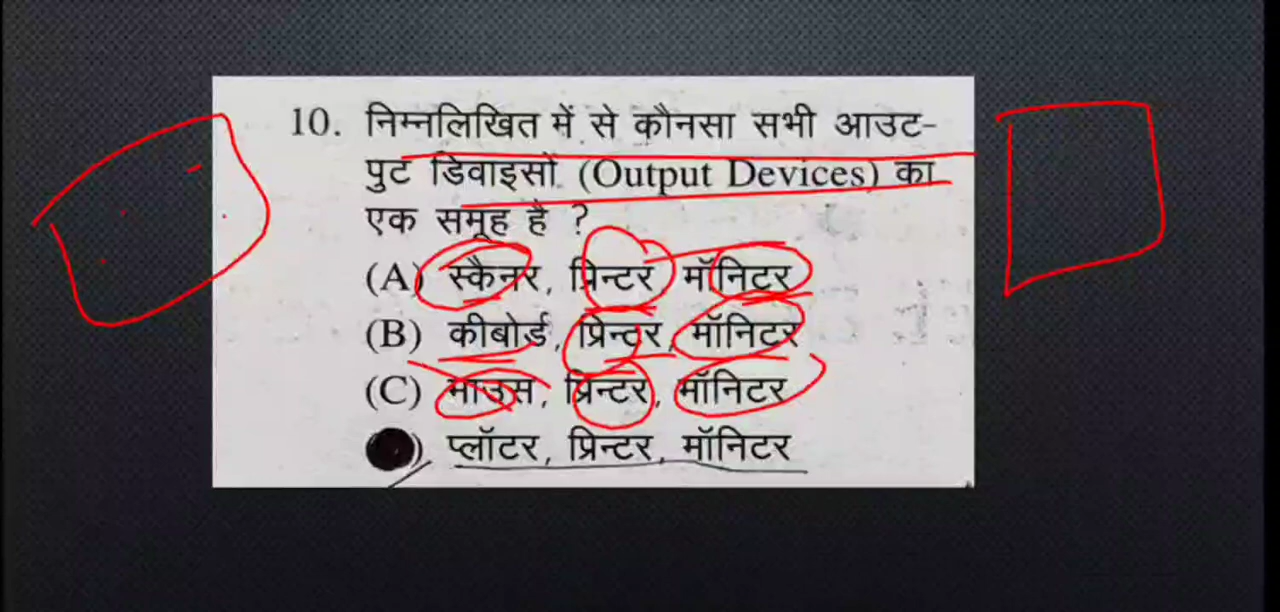 10. निम्नलिखित में से कौनसा सभी आउट-
पुट डिवाइसों (Output Devices) का
एक समूह है ?
(A) स्कैनर, प्रिन्टर मॉनिटर
(B) कीबोर्ड, प्रिन्टर, मॉनिटर
(C) माउस, प्रिन्टर, मॉनिटर
) प्लॉटर, प्रिन्टर, मॉनिटर